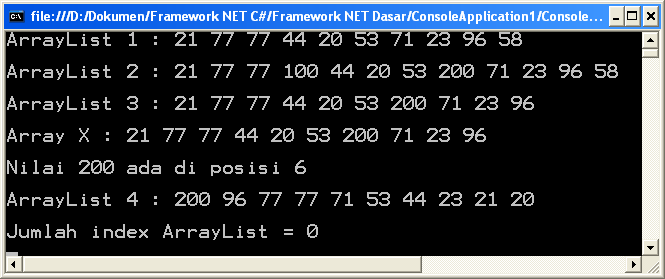 file:///D:/Dokumen/Framework NET C#/Framework NET Dasar/ConsoleApplication1/Console...
ArrayList 1 : 21 77 77 44 20 53 71 23 96 58
ArrayList 2 : 21 77 77 100 44 20 53 200 71 23 96 58
ArrayList 3 : 21 77 77 44 20 53 200 71 23 96
Array X : 21 77 77 44 20 53 200 71 23 96
Nilai 200 ada di posisi 6
ArrayList 4 : 200 96 77 77 71 53 44 23 21 20
Jumlah index ArrayList = 0